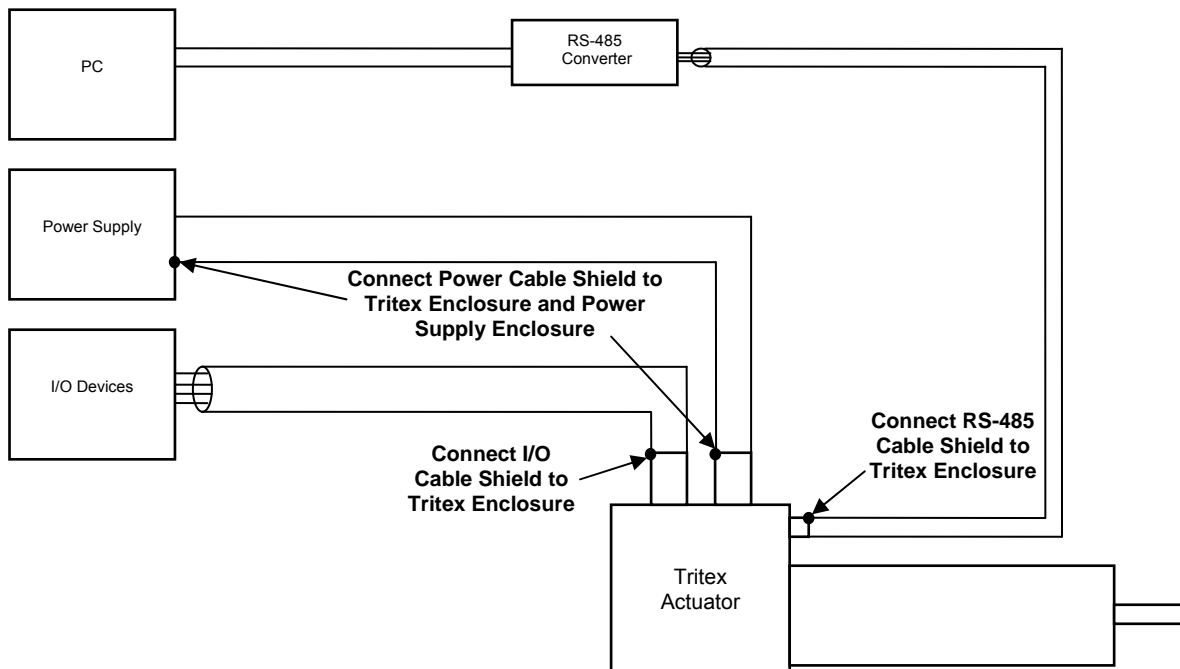 PC
RS-485
Converter
Power Supply
Connect Power Cable Shield to
Tritex Enclosure and Power
Supply Enclosure
I/O Devices
Connect I/O
Cable Shield to
Tritex Enclosure
Connect RS-485
Cable Shield to
Tritex Enclosure
Tritex
Actuator